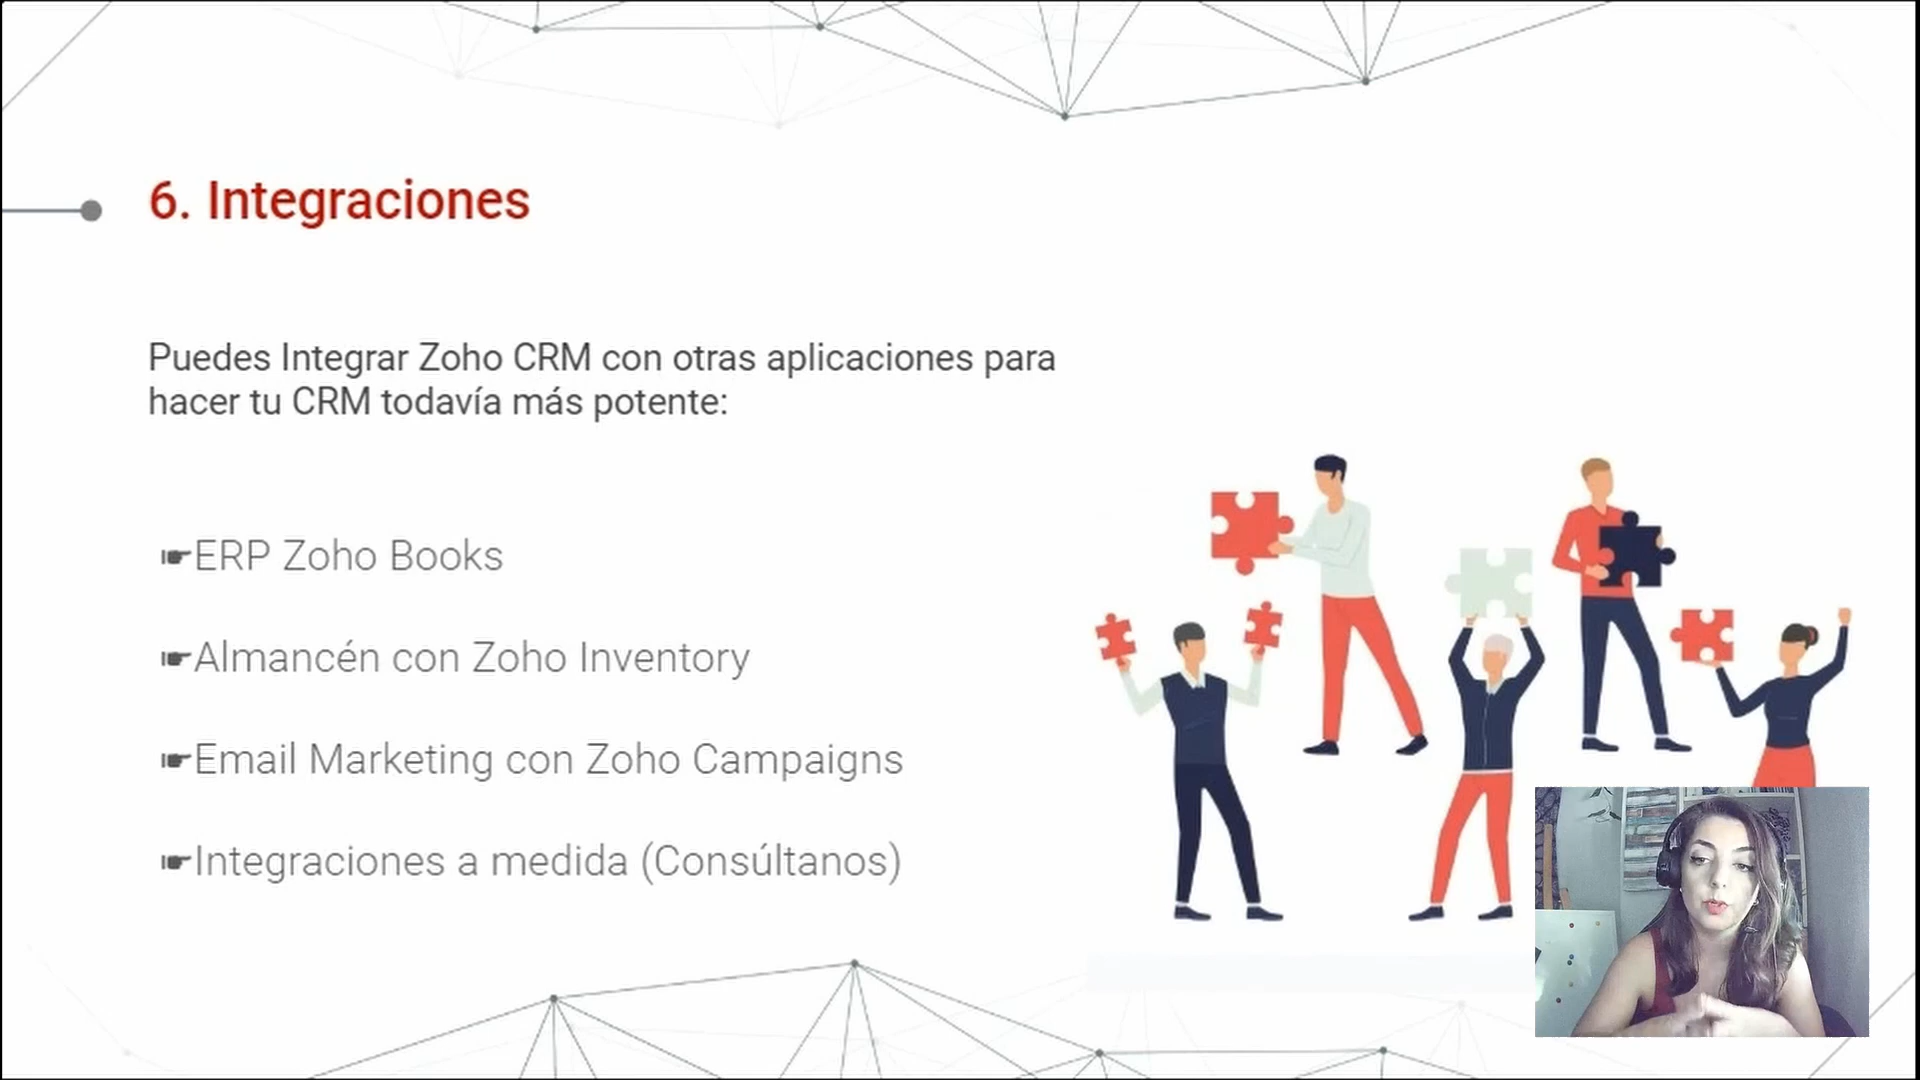 6. Integraciones
Puedes Integrar Zoho CRM con otras aplicaciones para
hacer tu CRM todavía más potente:
☛ERP Zoho Books
☛Almancén con Zoho Inventory
☛Email Marketing con Zoho Campaigns
☛Integraciones a medida (Consúltanos)